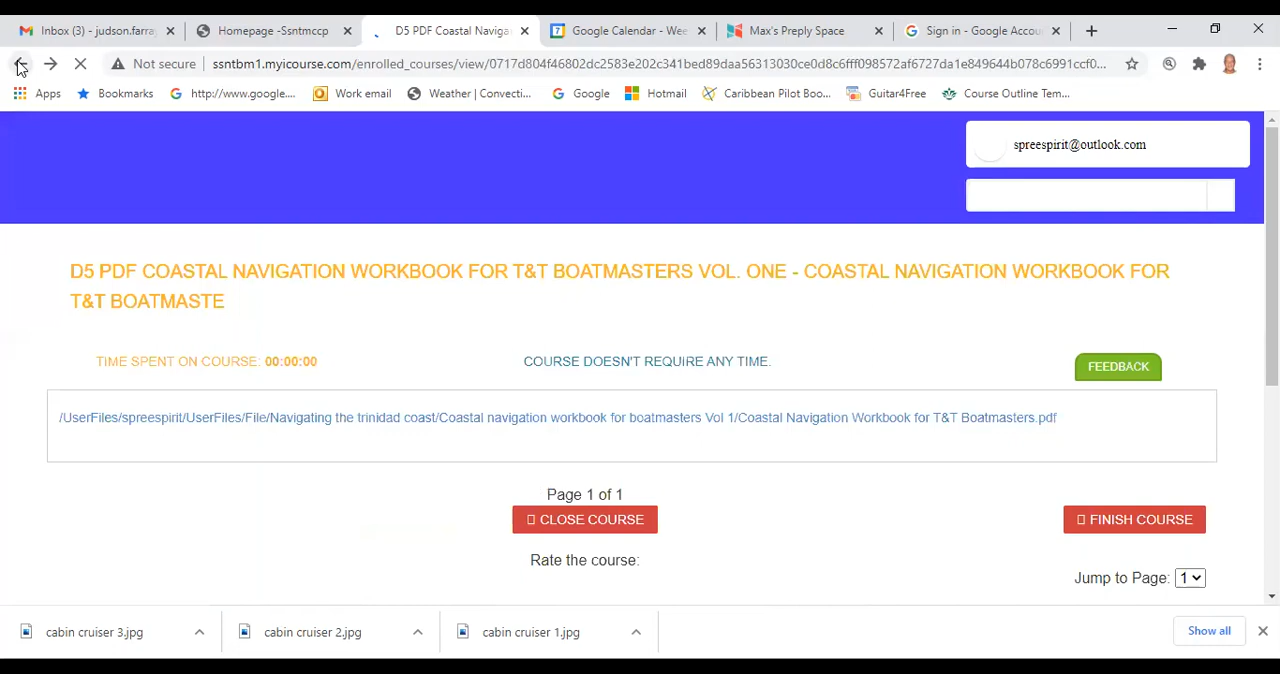 Inbox (3) - judson.farra
Homepage -Ssntmccp
D5 PDF Coastal Naviga
Google Calendar - Wee
Max's Preply Space
Sign in - Google Accou
Not secure
ssntbm1.myicourse.com/enrolled_courses/view/0717f804f46802dc2583e202c341bed89daa56313030ce0d8c6fff098572af6727da1e849644b078c6991ccf0...
Apps
Bookmarks
http://www.google....
Work email
Weather | Convecti...
Google
Hotmail
Caribbean Pilot Boo...
Guitar4Free
Course Outline Tem...
spreespirit@outlook.com
D5 PDF COASTAL NAVIGATION WORKBOOK FOR T&T BOATMASTERS VOL. ONE - COASTAL NAVIGATION WORKBOOK FOR
T&T BOATMASTE
TIME SPENT ON COURSE: 00:00:00
COURSE DOESN'T REQUIRE ANY TIME.
FEEDBACK
/UserFiles/spreespirit/UserFiles/File/Navigating the trinidad coast/Coastal navigation workbook for boatmasters Vol 1/Coastal Navigation Workbook for T&T Boatmasters.pdf
Page 1 of 1
CLOSE COURSE
FINISH COURSE
Rate the course:
Jump to Page: 1
cabin cruiser 3.jpg
cabin cruiser 2.jpg
cabin cruiser 1.jpg
Show all